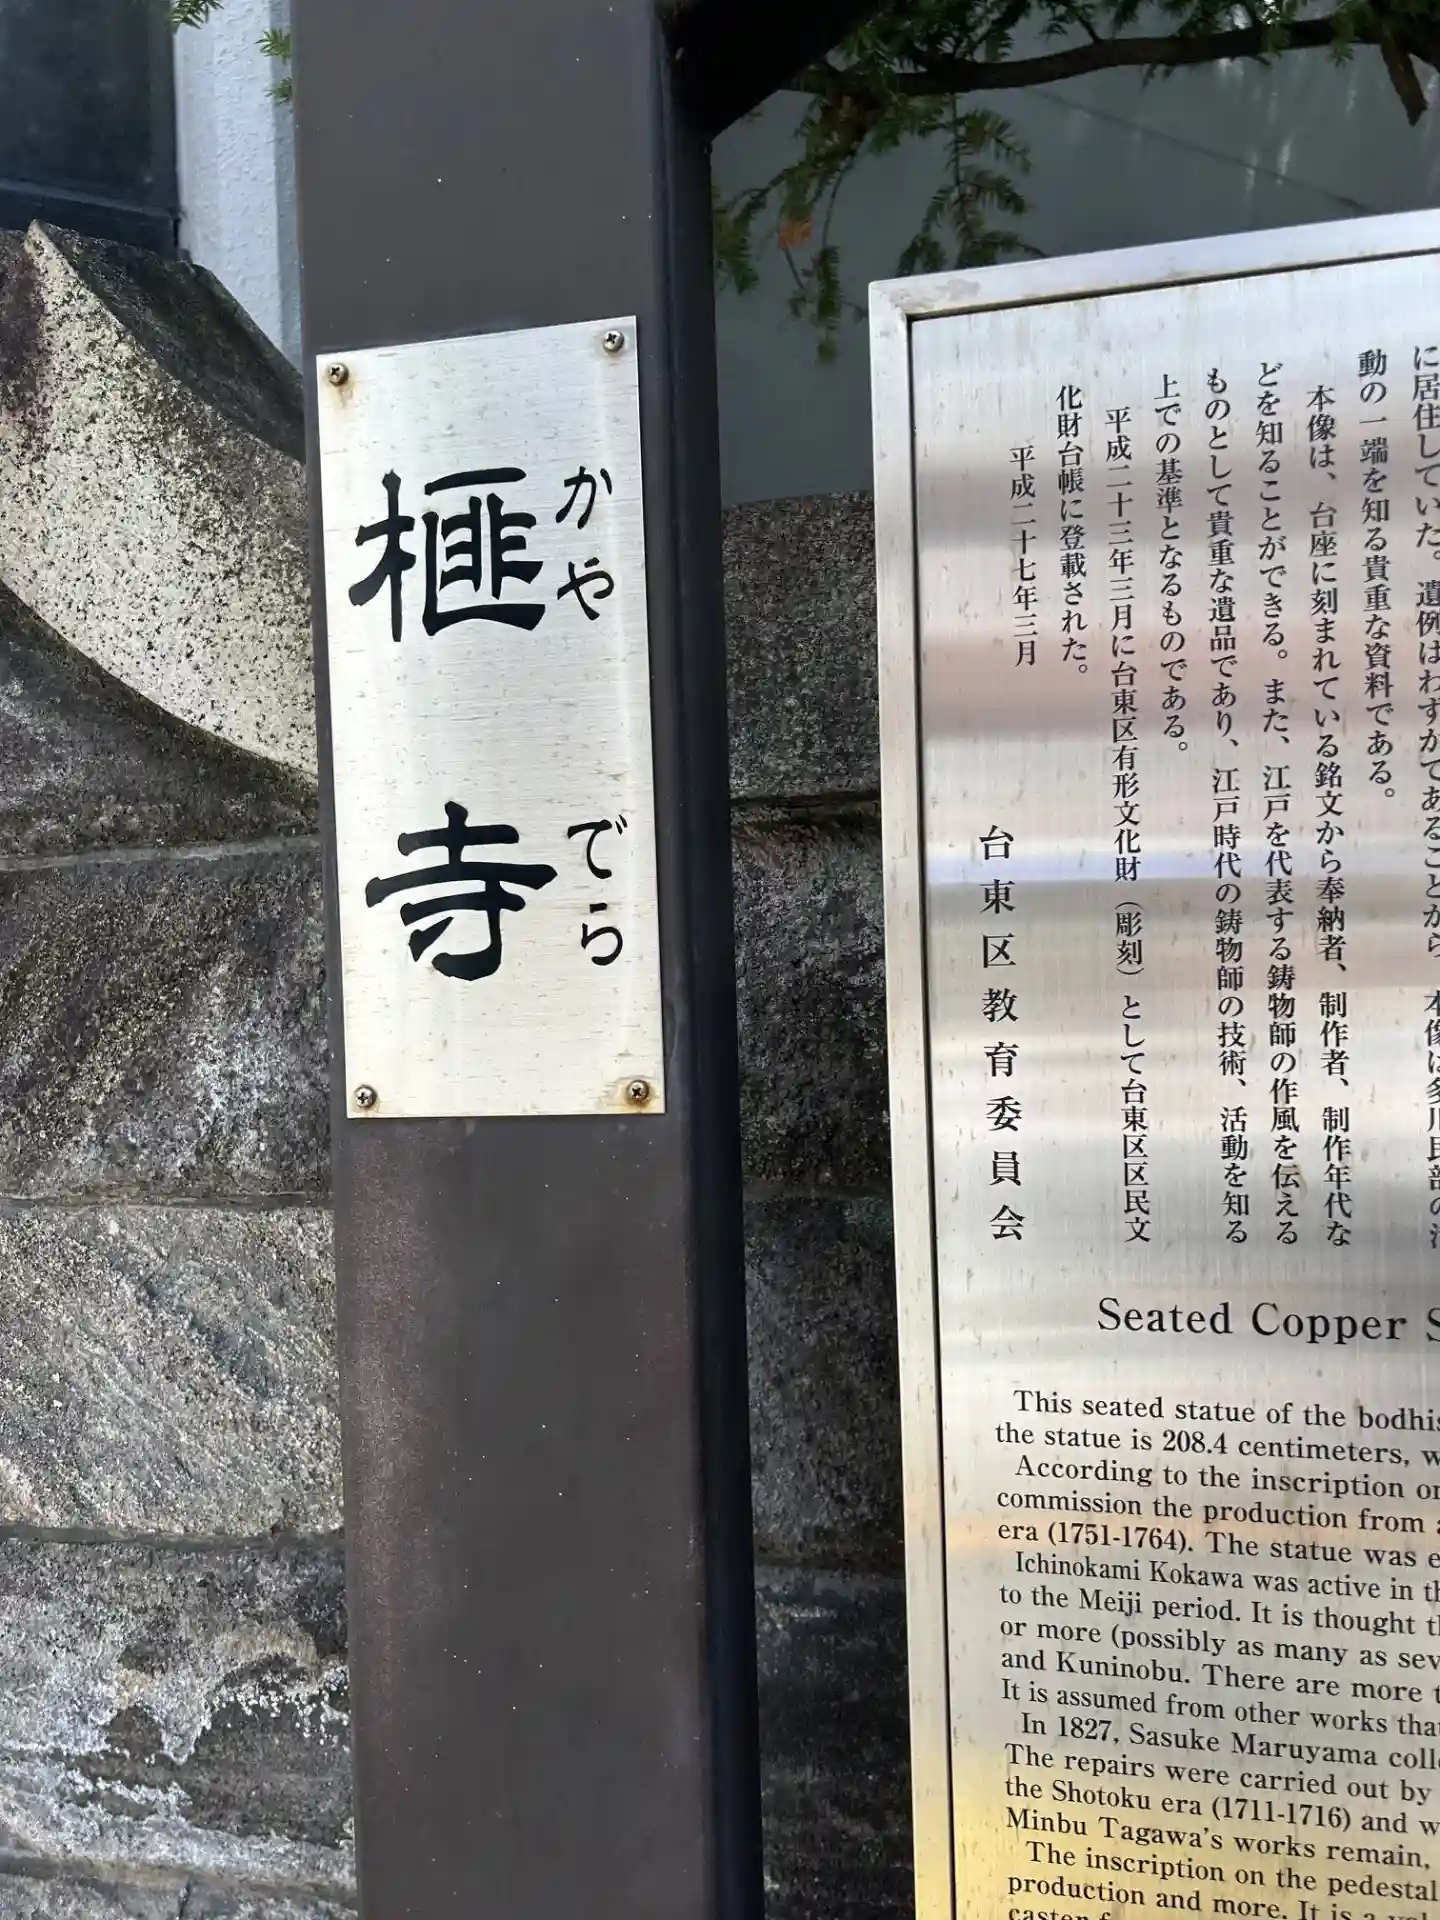 榧寺
かやでら
に居住していた。遺例はわずかであることから、本像は多川民部の活
動の一端を知る貴重な資料である。
本像は、台座に刻まれている銘文から奉納者、制作者、制作年代な
どを知ることができる。また、江戸を代表する鋳物師の作風を伝える
ものとして貴重な遺品であり、江戸時代の鋳物師の技術、活動を知る
上での基準となるものである。
平成二十三年三月に台東区有形文化財（彫刻）として台東区区民文
化財台帳に登載された。
平成二十七年三月
台東区教育委員会
Seated Copper
This seated statue of the
the statue is 208.4 centimeters,
According to the inscription
commission the production from
era (1751-1764). The statue was
Ichinokami Kokawa was active in
to the Meiji period. It is thought
or more (possibly as many as
and Kuninobu. There are more
It is assumed from other works
In 1827, Sasuke Maruyama
The repairs were carried out by
the Shotoku era (1711-1716) and
Minbu Tagawa's works remain,
The inscription on the pedestal
production and more. It is a